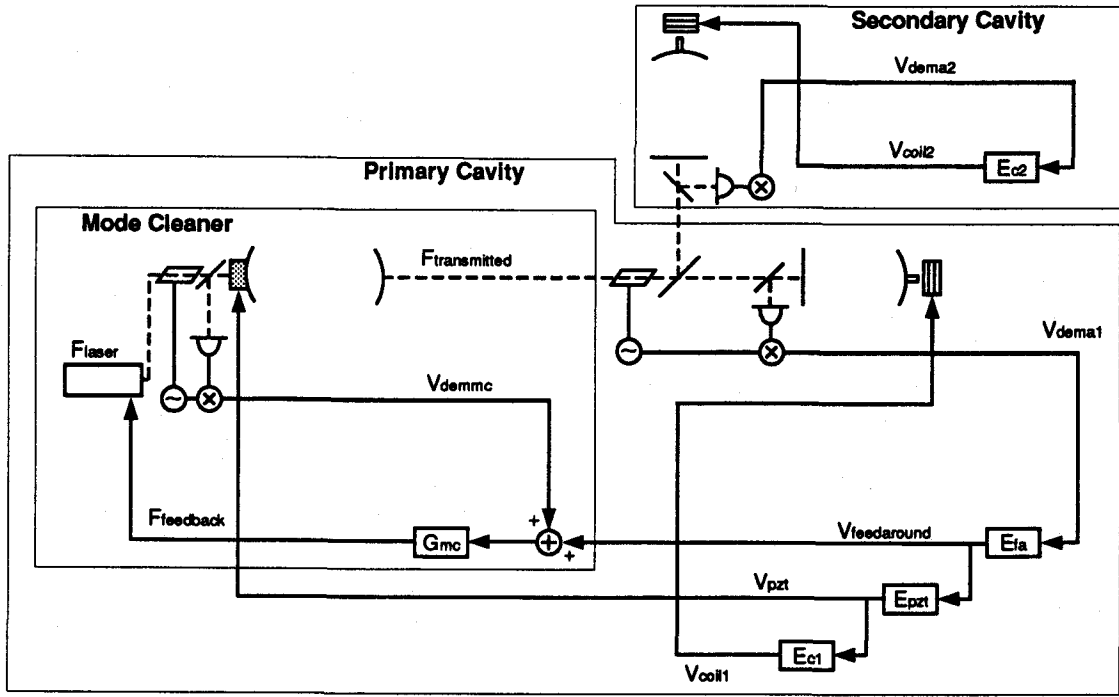 Secondary Cavity
Vdema2
Vcoil2
Ec2
Primary Cavity
Mode Cleaner
Ftransmitted
Flaser
Vdemmc
Vdema1
Ffeedback
Gmc
+
+
Vfeedaround
Efa
Vpzt
Epzt
Vcoil1
Ec1